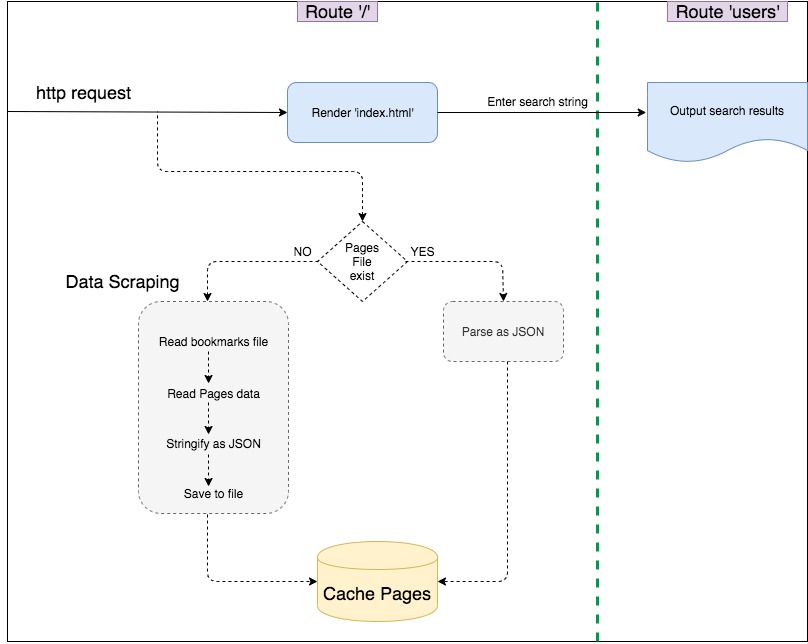 Route '/'
Route 'users'
http request
Render 'index.html'
Enter search string
Output search results
Pages
File
exist
NO
YES
Data Scraping
Read bookmarks file
Read Pages data
Stringify as JSON
Save to file
Parse as JSON
Cache Pages